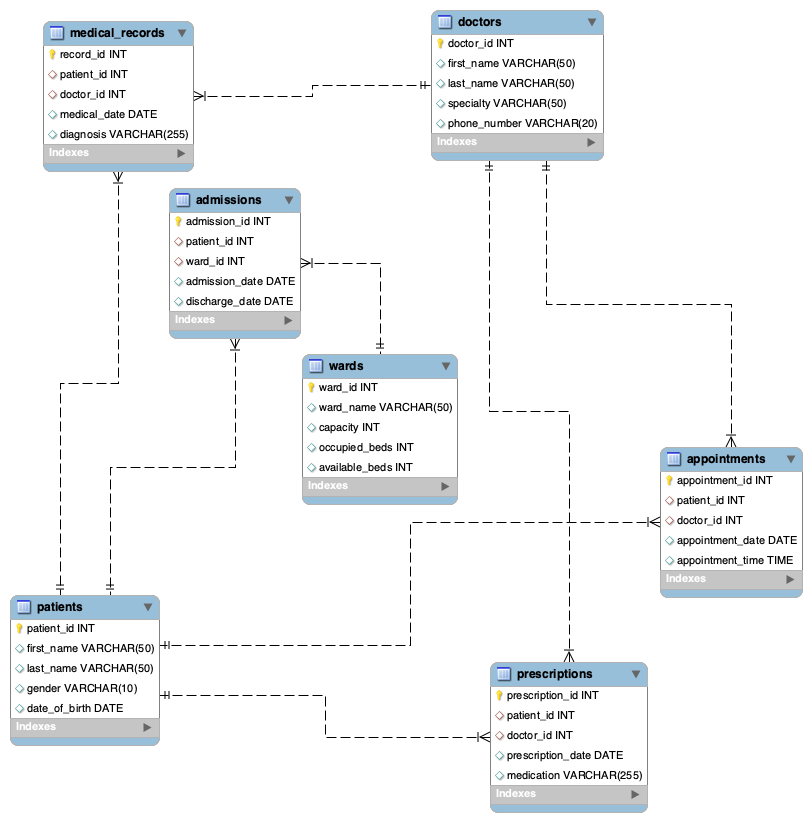 medical_records
record_id INT
patient_id INT
doctor_id INT
medical_date DATE
diagnosis VARCHAR(255)
Indexes
doctors
doctor_id INT
first_name VARCHAR(50)
last_name VARCHAR(50)
specialty VARCHAR(50)
phone_number VARCHAR(20)
Indexes
admissions
admission_id INT
patient_id INT
ward_id INT
admission_date DATE
discharge_date DATE
Indexes
wards
ward_id INT
ward_name VARCHAR(50)
capacity INT
occupied_beds INT
available_beds INT
Indexes
appointments
appointment_id INT
patient_id INT
doctor_id INT
appointment_date DATE
appointment_time TIME
Indexes
patients
patient_id INT
first_name VARCHAR(50)
last_name VARCHAR(50)
gender VARCHAR(10)
date_of_birth DATE
Indexes
prescriptions
prescription_id INT
patient_id INT
doctor_id INT
prescription_date DATE
medication VARCHAR(255)
Indexes